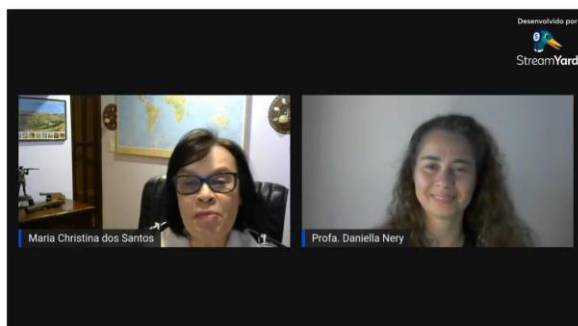 Desenvolvido por
StreamYard
Maria Christina dos Santos
Profa. Daniella Nery